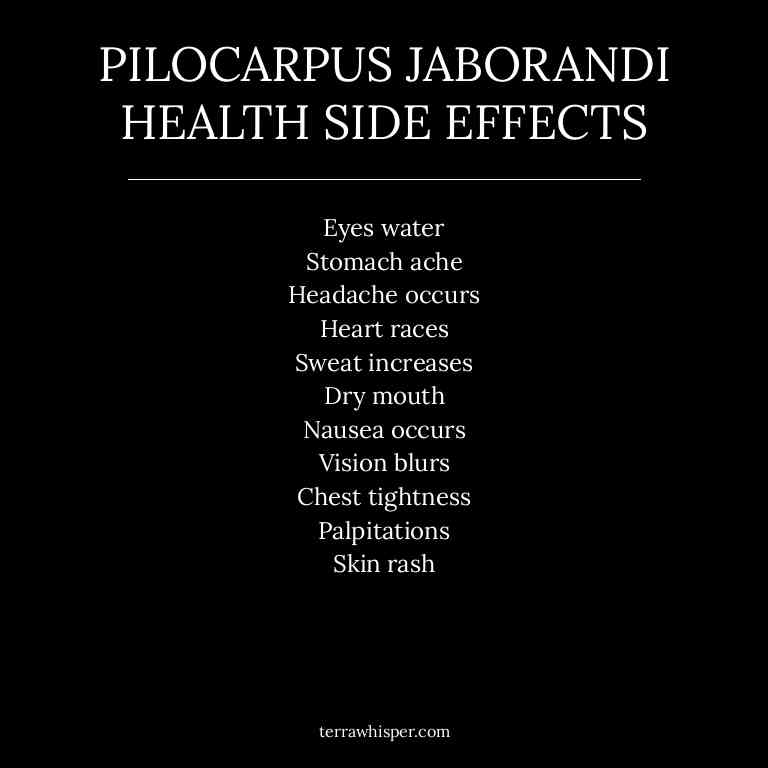 PILOCARPUS JABORANDI
HEALTH SIDE EFFECTS
Eyes water
Stomach ache
Headache occurs
Heart races
Sweat increases
Dry mouth
Nausea occurs
Vision blurs
Chest tightness
Palpitations
Skin rash
terrawhisper.com